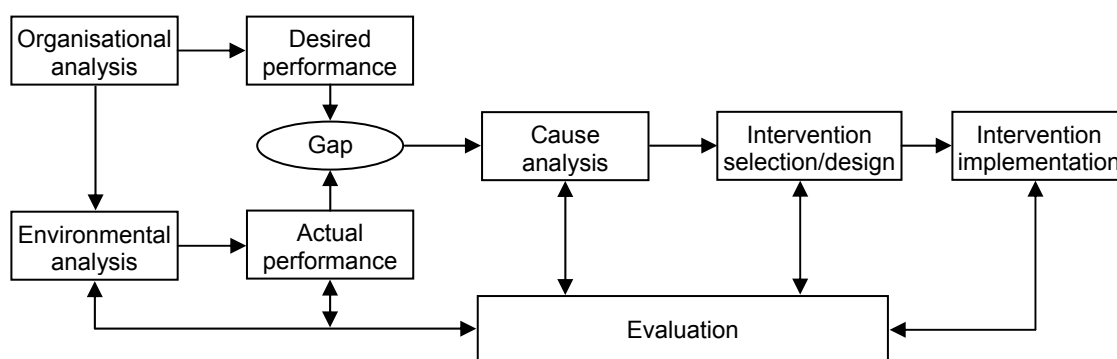 Organisational
analysis
Desired
performance
Gap
Cause
analysis
Intervention
selection/design
Intervention
implementation
Environmental
analysis
Actual
performance
Evaluation